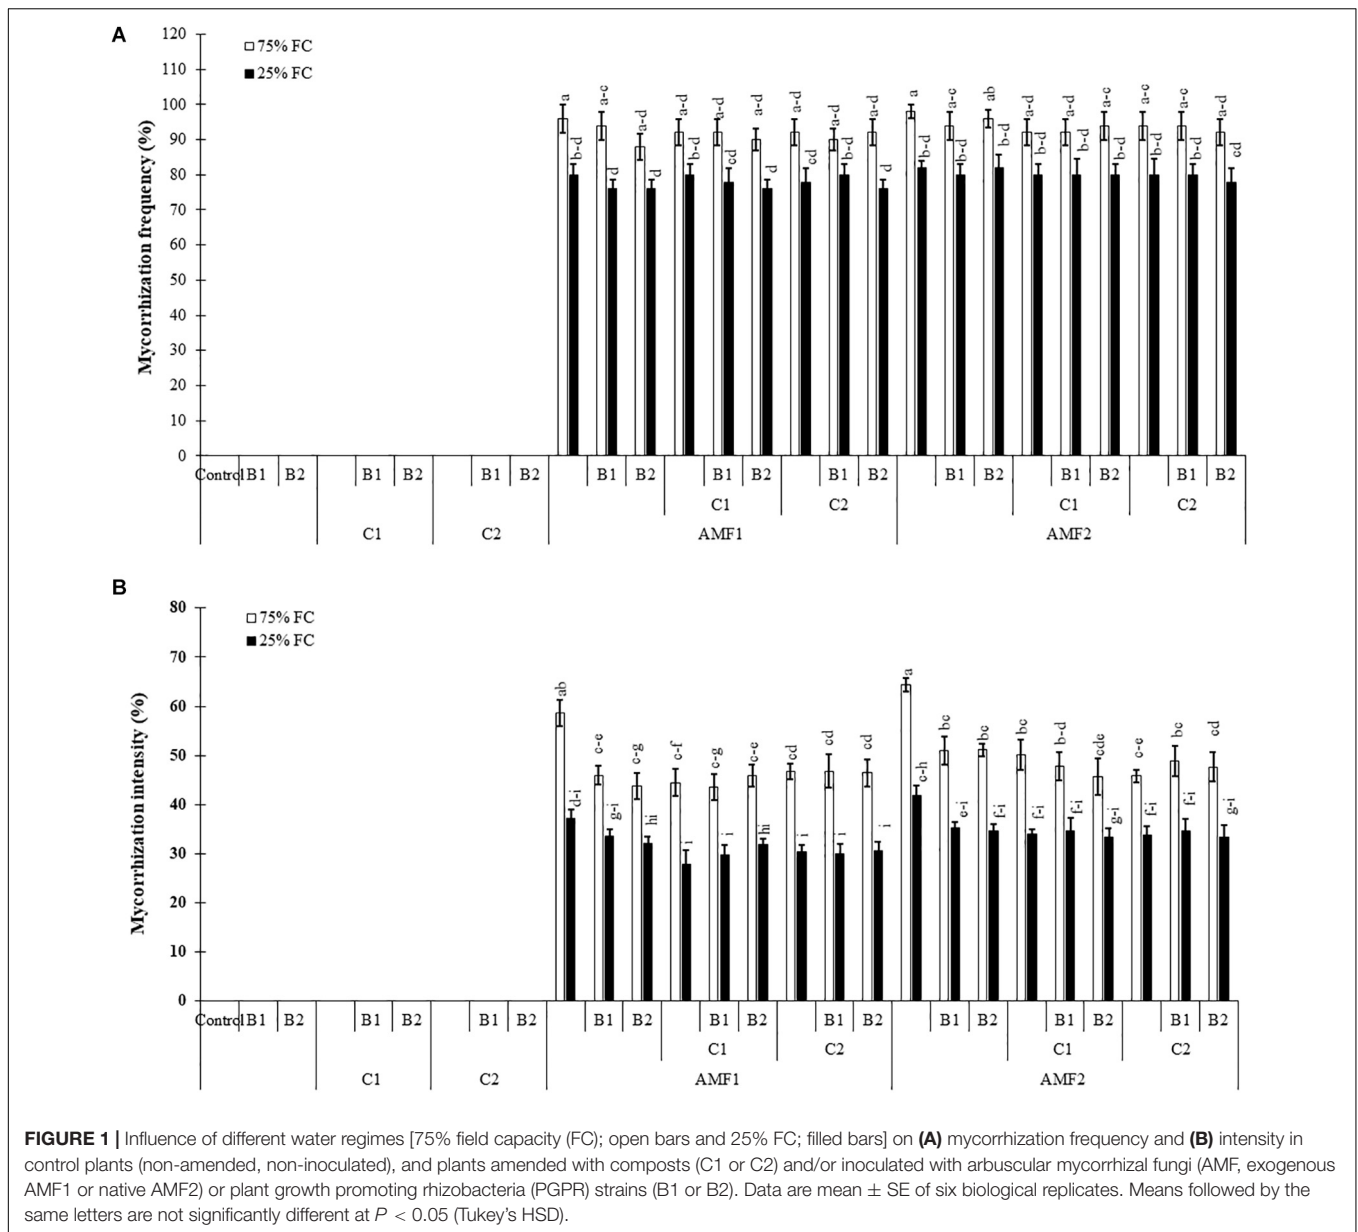 A
120
110
100
90
80
70
60
50
40
30
20
10
0
Mycorrhization frequency (%)
75% FC
25% FC
a b-d a-c d a-d d b-d a-d a-d cd a-d d a-d cd a-d b-d a-d d a b-d a-c b-d ab b-d a-d b-d a-d b-d a-c b-d a-c b-d a-c b-d a-d cd
Control B1 B2 B1 B2 B1 B2 B1 B2 B1 B2 B1 B2 B1 B2 B1 B2 B1 B2
C1 C2 C1 C2
C1 C2 AMF1 AMF2
B
80
70
60
50
40
30
20
10
0
Mycorrhization intensity (%)
75% FC
25% FC
ab d-i c-e g-i c-g hi c-f i c-g i c-e hi cd i cd i cd i a c-h bc e-i bc f-i bc f-i b-d f-i cde g-i c-e f-i bc f-i cd g-i
Control B1 B2 B1 B2 B1 B2 B1 B2 B1 B2 B1 B2 B1 B2 B1 B2 B1 B2
C1 C2 C1 C2
C1 C2 AMF1 AMF2
FIGURE 1 | Influence of different water regimes [75% field capacity (FC); open bars and 25% FC; filled bars] on (A) mycorrhization frequency and (B) intensity in
control plants (non-amended, non-inoculated), and plants amended with composts (C1 or C2) and/or inoculated with arbuscular mycorrhizal fungi (AMF, exogenous
AMF1 or native AMF2) or plant growth promoting rhizobacteria (PGPR) strains (B1 or B2). Data are mean ± SE of six biological replicates. Means followed by the
same letters are not significantly different at P < 0.05 (Tukey's HSD).